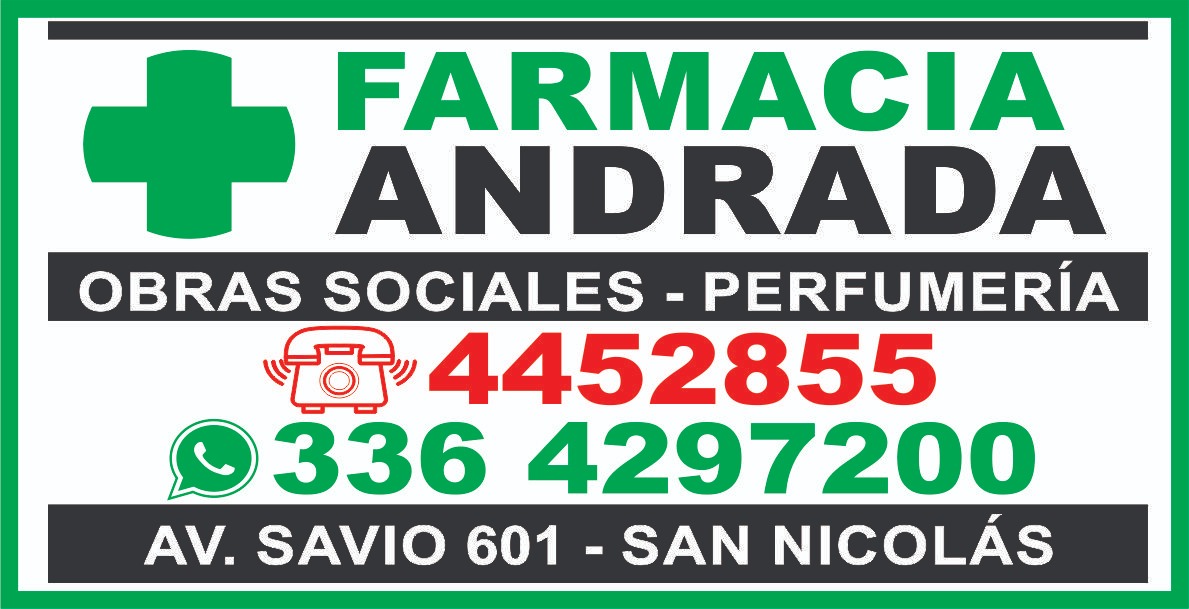 FARMACIA
ANDRADA
OBRAS SOCIALES - PERFUMERÍA
4452855
336 4297200
AV. SAVIO 601 - SAN NICOLÁS